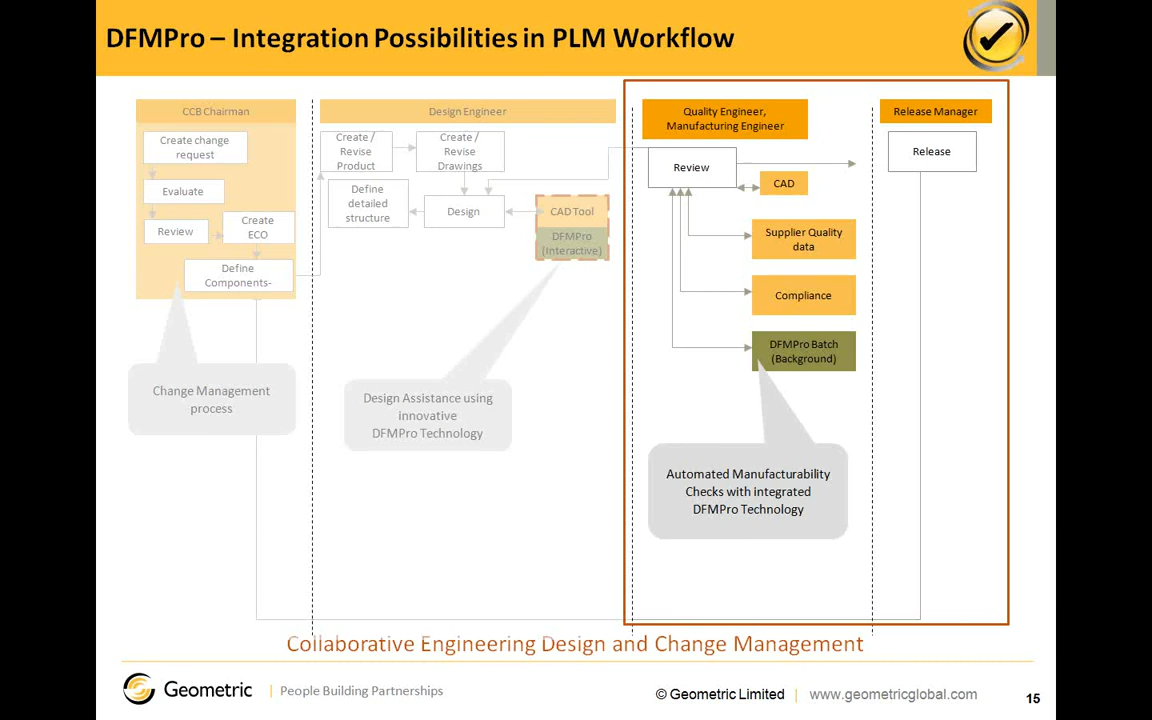 DFMPro – Integration Possibilities in PLM Workflow
CCB Chairman
Create change
request
Evaluate
Review
Create
ECO
Define
Components-
Change Management
process
Design Engineer
Create /
Revise
Product
Create /
Revise
Drawings
Define
detailed
structure
Design
CAD Tool
DFMPro
(Interactive)
Design Assistance using
innovative
DFMPro Technology
Quality Engineer,
Manufacturing Engineer
Review
CAD
Supplier Quality
data
Compliance
DFMPro Batch
(Background)
Automated Manufacturability
Checks with integrated
DFMPro Technology
Release Manager
Release
Collaborative Engineering Design and Change Management
Geometric | People Building Partnerships
© Geometric Limited | www.geometricglobal.com
15